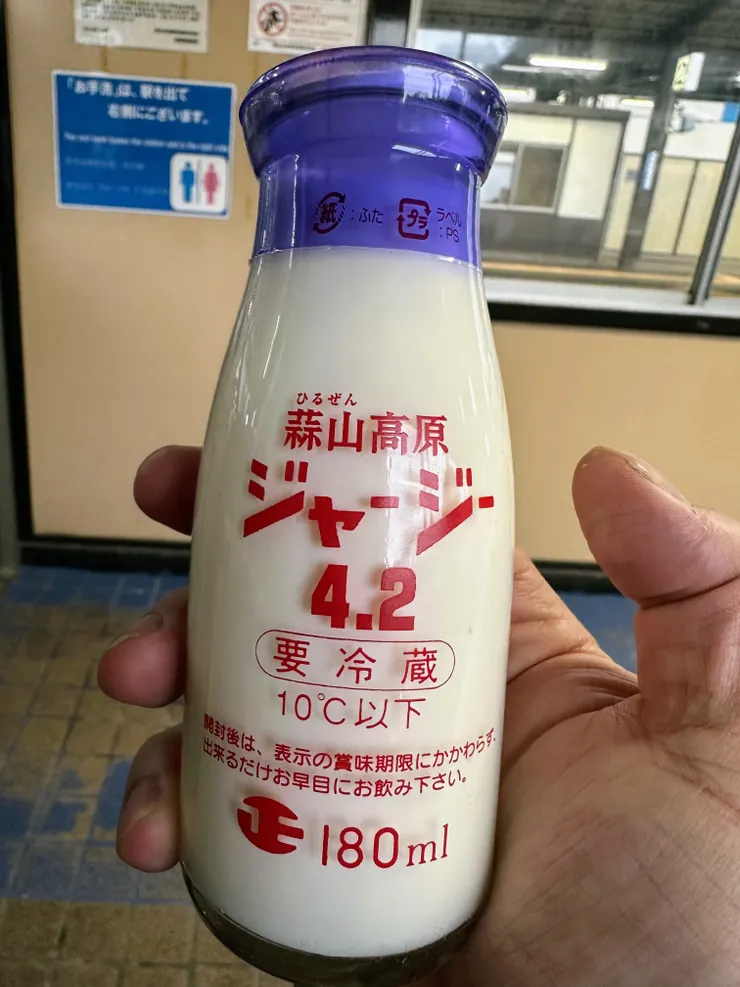 「お手洗」は、駅を出て
右側にございます。
紙
:ふた
プラ
ラベル
:PS
ひるぜん
蒜山高原
ジャージー
4.2
要冷蔵
10℃以下
開封後は、表示の賞味期限にかかわらず、
出来るだけお早目にお飲み下さい。
正
180ml